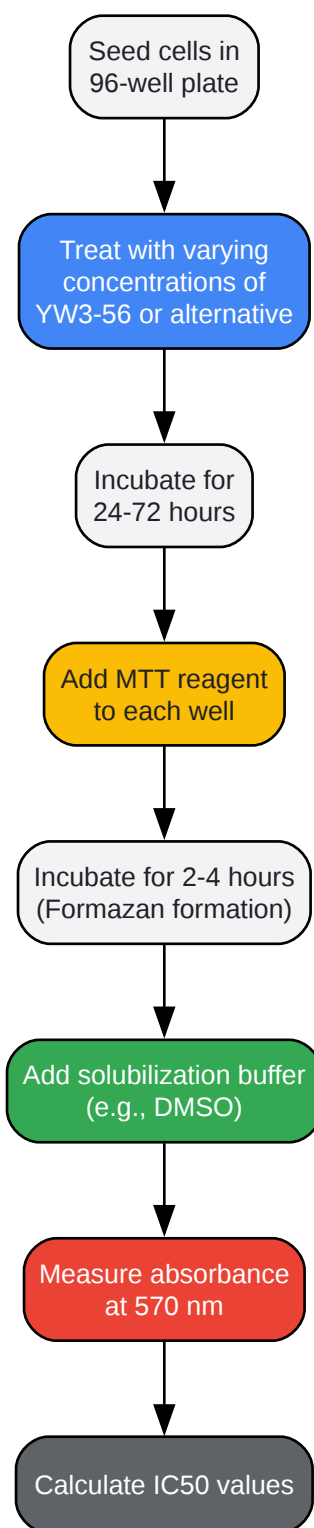 Seed cells in
96-well plate
Treat with varying
concentrations of
YW3-56 or alternative
Incubate for
24-72 hours
Add MTT reagent
to each well
Incubate for 2-4 hours
(Formazan formation)
Add solubilization buffer
(e.g., DMSO)
Measure absorbance
at 570 nm
Calculate IC50 values